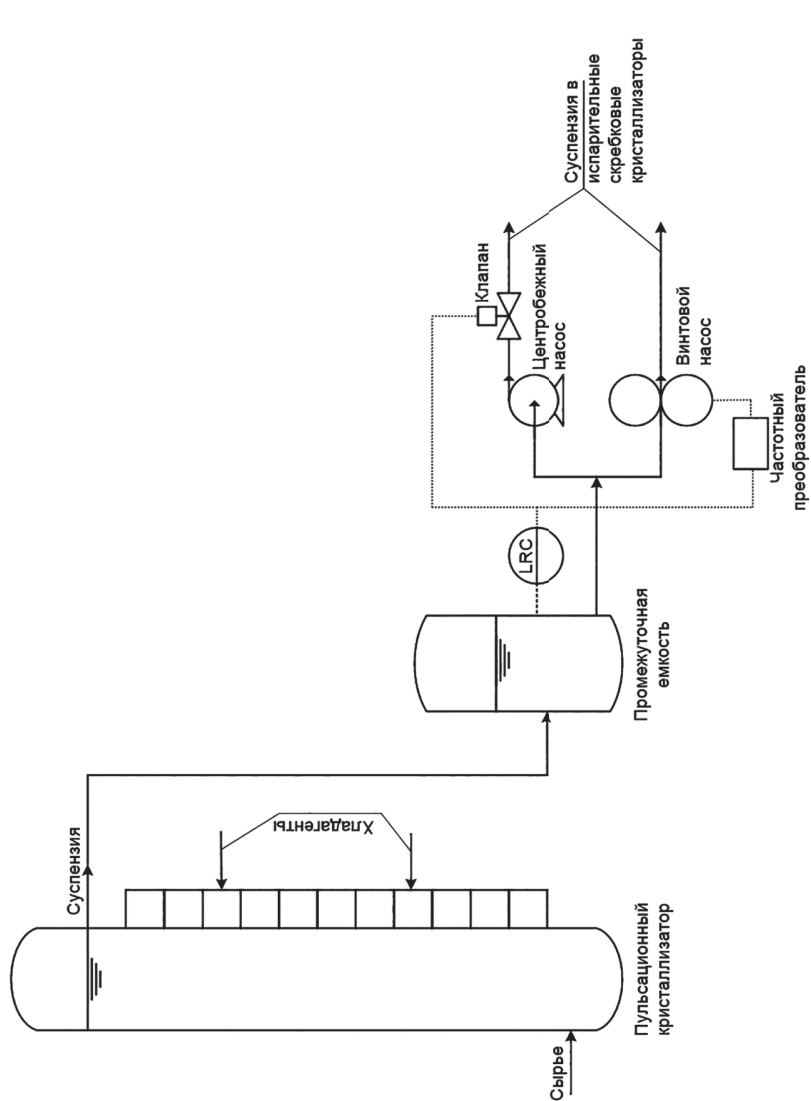 Сырье
Пульсационный
кристаллизатор
Суспензия
Хладагенты
Промежуточная
емкость
LRC
Клапан
Центробежный
насос
Винтовой
насос
Частотный
преобразователь
Суспензия в
испарительные
скребковые
кристаллизаторы